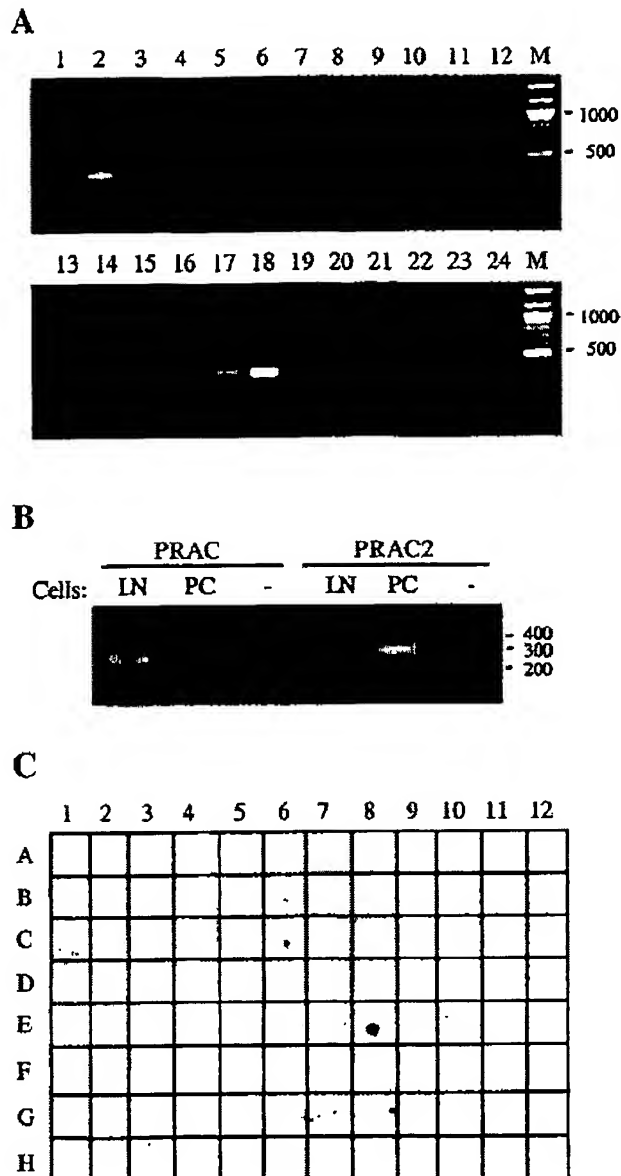 A
1 2 3 4 5 6 7 8 9 10 11 12 M
- 1000
- 500
13 14 15 16 17 18 19 20 21 22 23 24 M
- 1000
- 500
B
PRAC PRAC2
Cells: LN PC - LN PC -
- 400
- 300
- 200
C
1 2 3 4 5 6 7 8 9 10 11 12
A
B
C
D
E
F
G
H